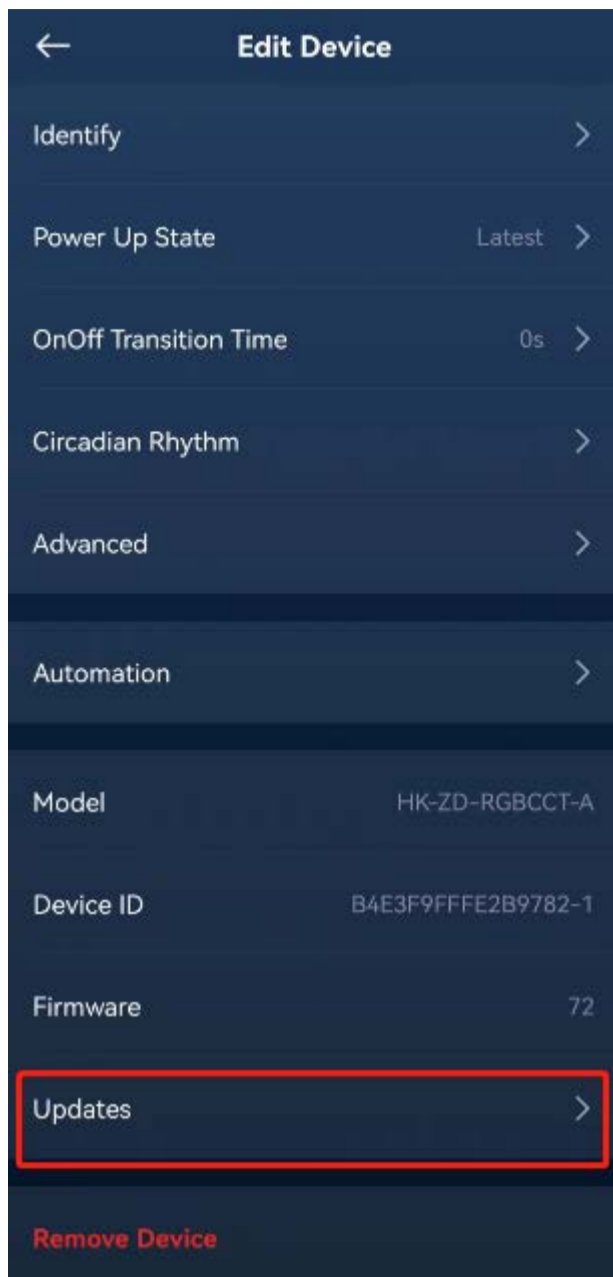 Edit Device
Identify
Power Up State Latest
OnOff Transition Time 0s
Circadian Rhythm
Advanced
Automation
Model HK-ZD-RGBCCT-A
Device ID B4E3F9FFFE2B9782-1
Firmware 72
Updates
Remove Device